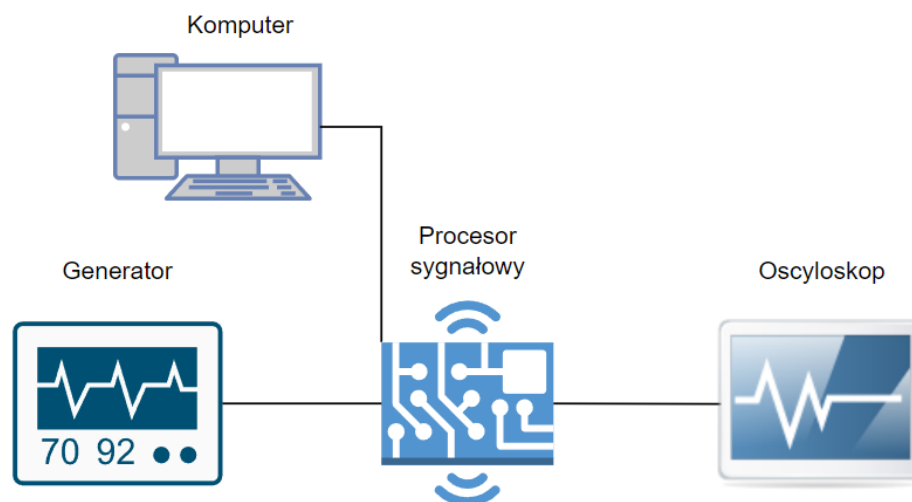 Komputer
Procesor
sygnałowy
Generator
Oscyloskop
70 92